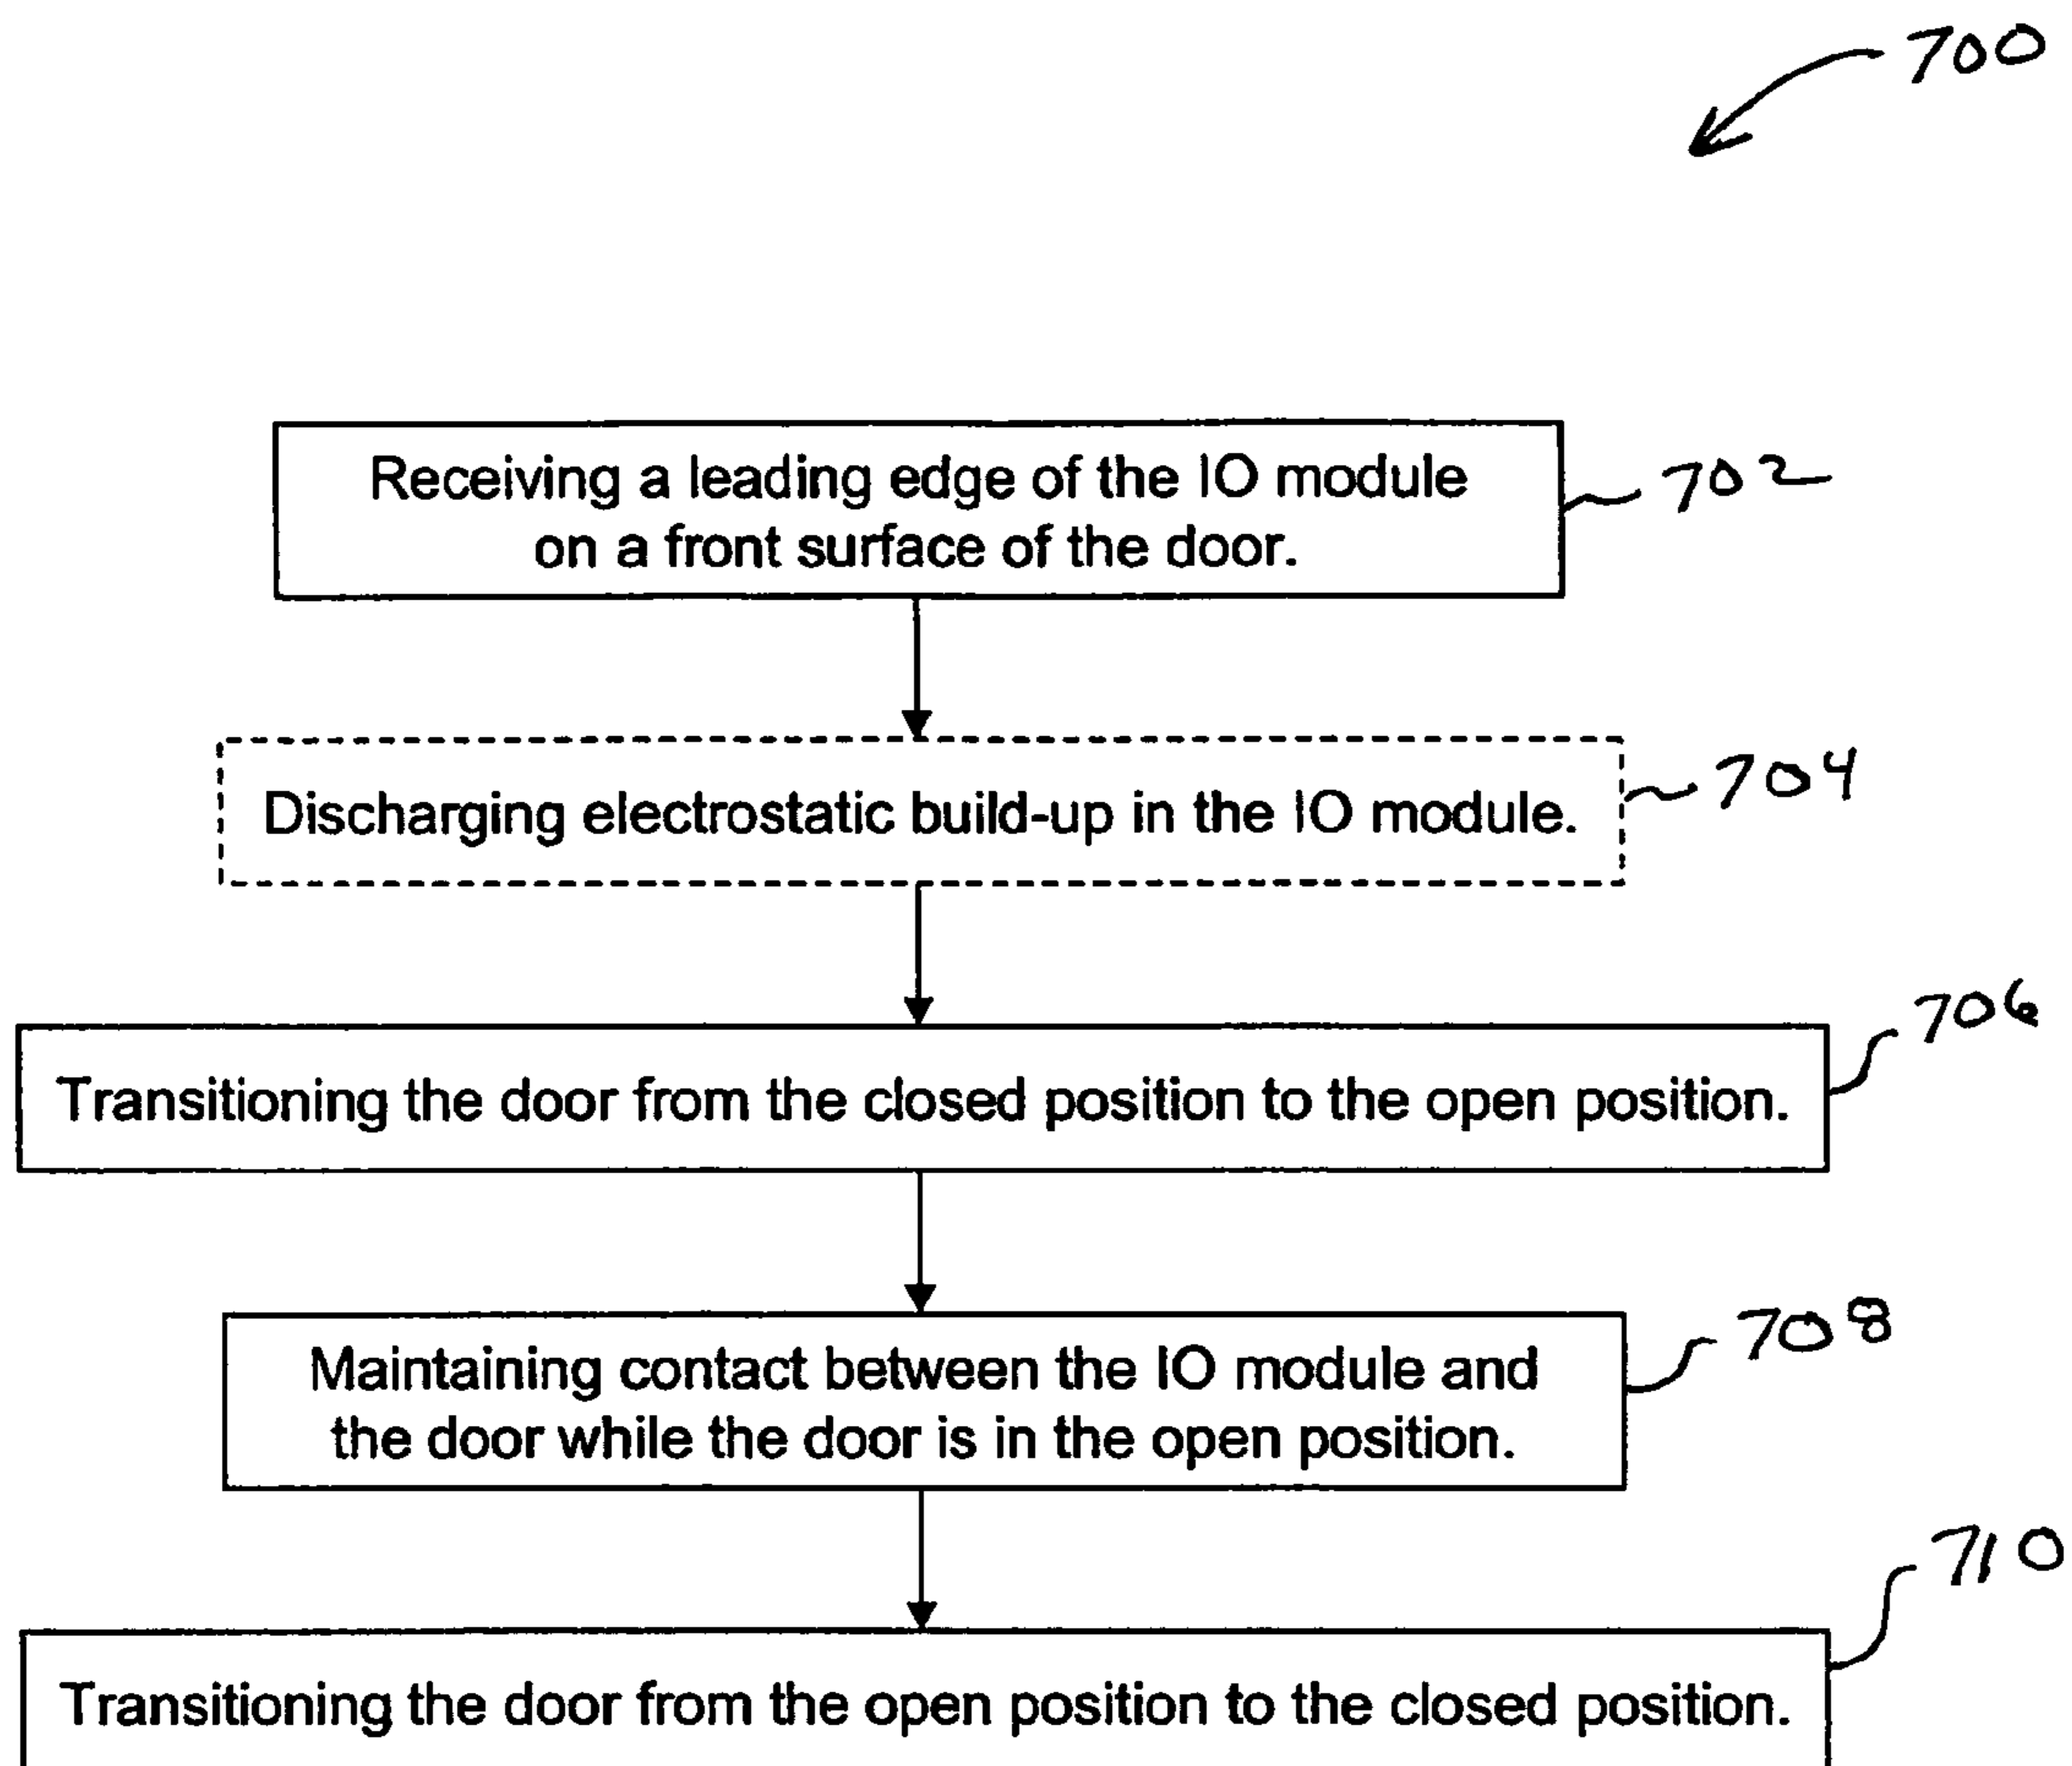 700
Receiving a leading edge of the IO module
on a front surface of the door.
702
Discharging electrostatic build-up in the IO module.
704
Transitioning the door from the closed position to the open position.
706
Maintaining contact between the IO module and
the door while the door is in the open position.
708
Transitioning the door from the open position to the closed position.
710